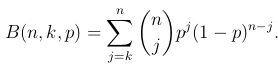 B(n, k, p) = \sum_{j=k}^{n} \binom{n}{j} p^j (1 − p)^{n−j}.